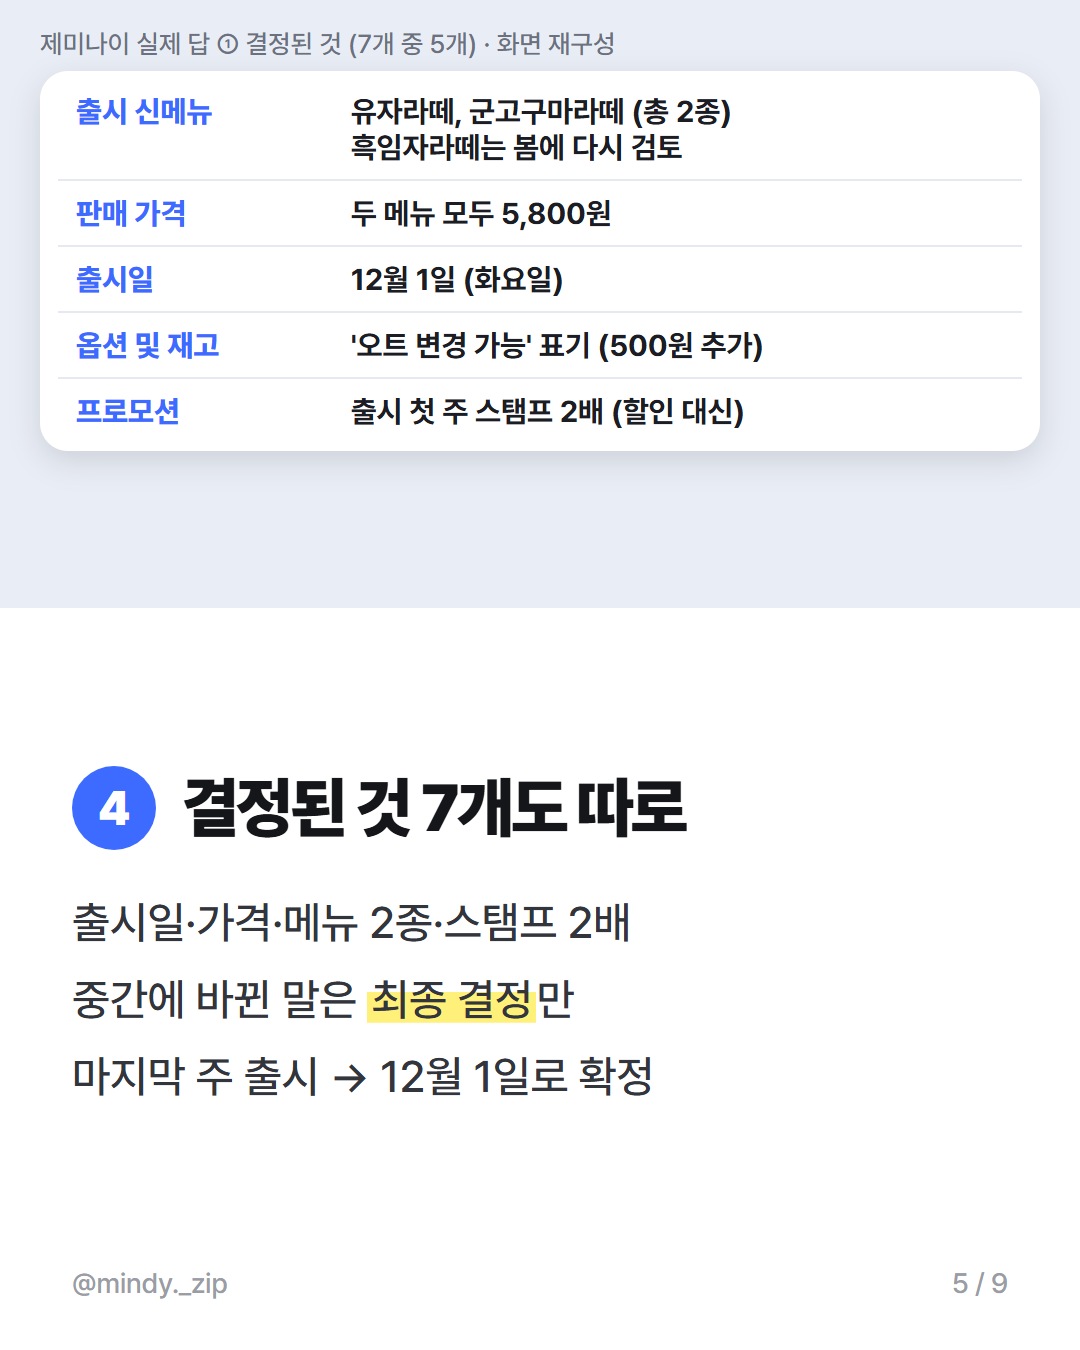 제미나이 실제 답 ① 결정된 것 (7개 중 5개) · 화면 재구성
출시 신메뉴
유자라떼, 군고구마라떼 (총 2종)
흑임자라떼는 봄에 다시 검토
판매 가격
두 메뉴 모두 5,800원
출시일
12월 1일 (화요일)
옵션 및 재고
'오트 변경 가능' 표기 (500원 추가)
프로모션
출시 첫 주 스탬프 2배 (할인 대신)
4 결정된 것 7개도 따로
출시일·가격·메뉴 2종·스탬프 2배
중간에 바뀐 말은 최종 결정만
마지막 주 출시 → 12월 1일로 확정
@mindy._zip
5 / 9